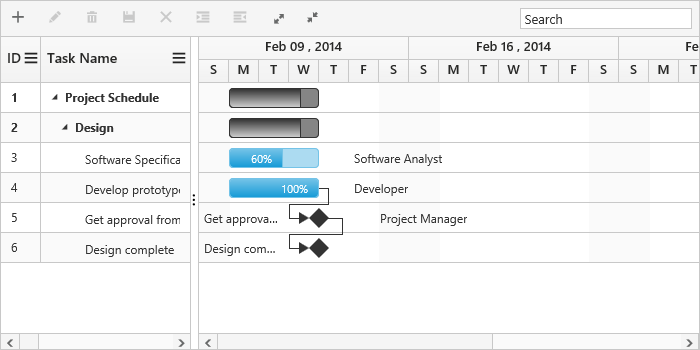 Search
ID Task Name
Feb 09 , 2014 Feb 16 , 2014 Fe
S M T W T F S S M T W T F S S M T
1 Project Schedule
2 Design
3 Software Specifica 60% Software Analyst
4 Develop prototype 100% Developer
5 Get approval from Get approva... Project Manager
6 Design complete Design com...